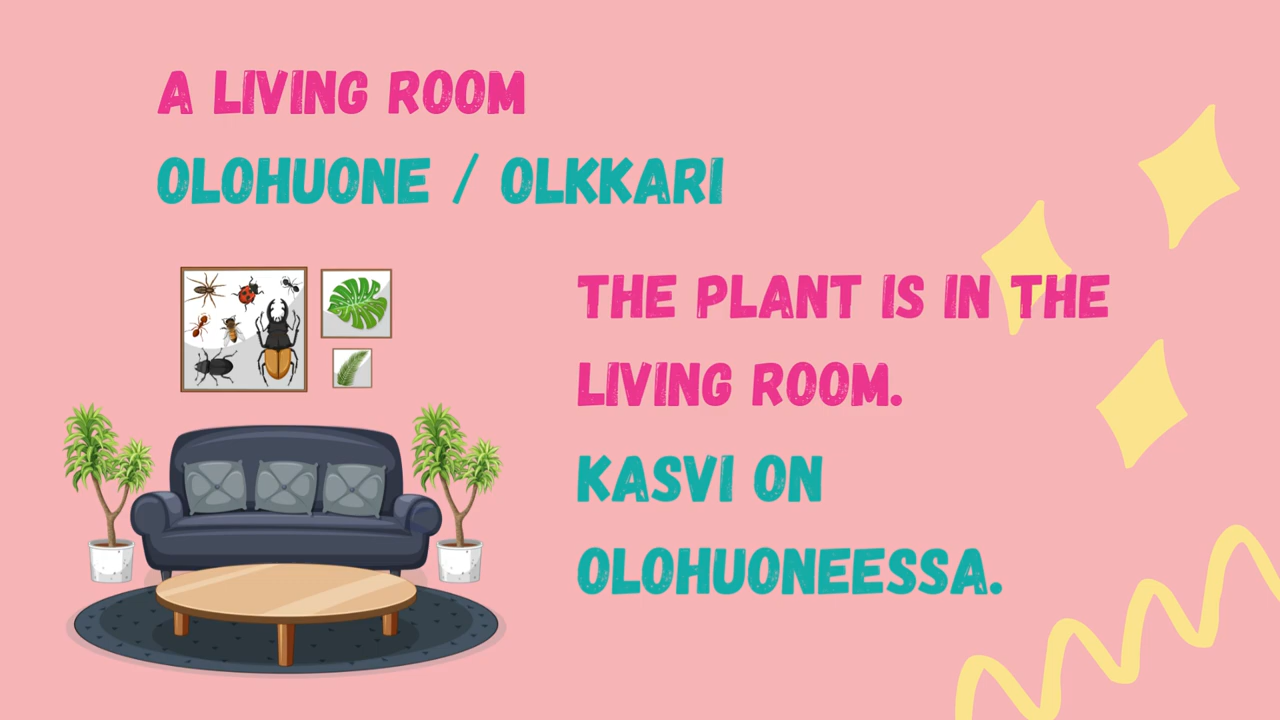 A LIVING ROOM
OLOHUONE / OLKKARI
THE PLANT IS IN THE
LIVING ROOM.
KASVI ON
OLOHUONEESSA.